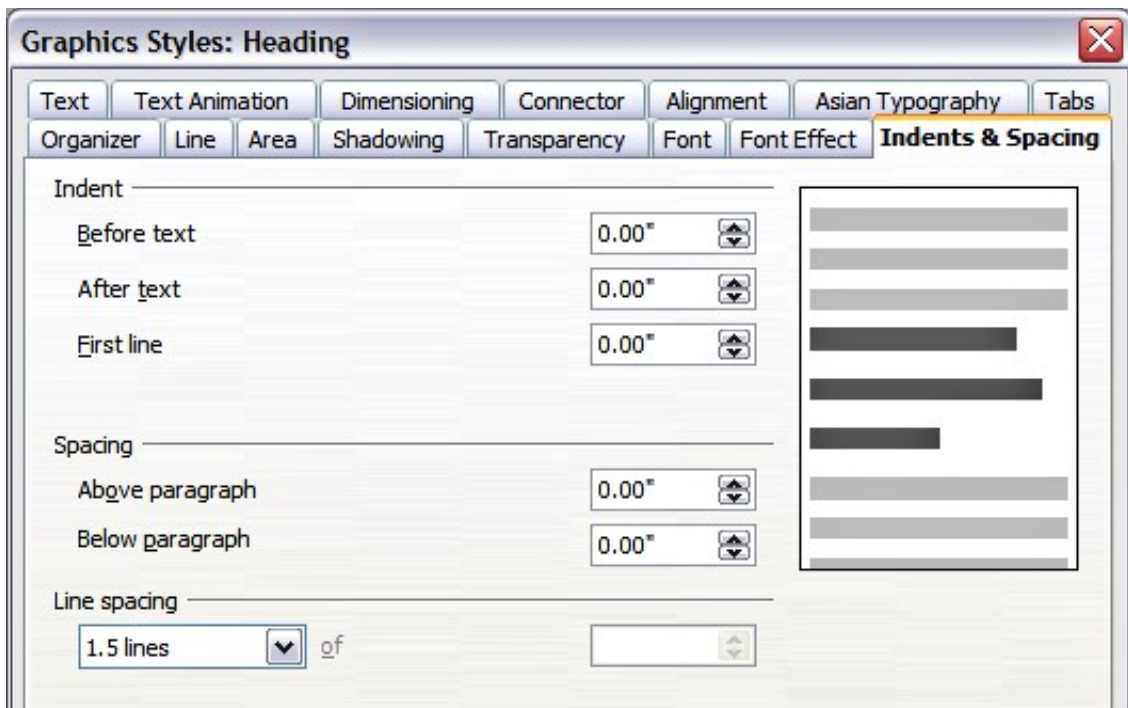 Graphics Styles: Heading
Text Text Animation Dimensioning Connector Alignment Asian Typography Tabs
Organizer Line Area Shadowing Transparency Font Font Effect Indents & Spacing
Indent
Before text 0.00"
After text 0.00"
First line 0.00"
Spacing
Above paragraph 0.00"
Below paragraph 0.00"
Line spacing
1.5 lines of